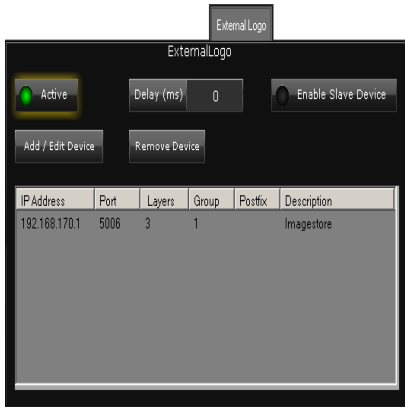 External Logo
ExternalLogo
Active
Delay (ms) 0
Enable Slave Device
Add / Edit Device
Remove Device
IP Address Port Layers Group Postfix Description
192.168.170.1 5006 3 1 Imagestore